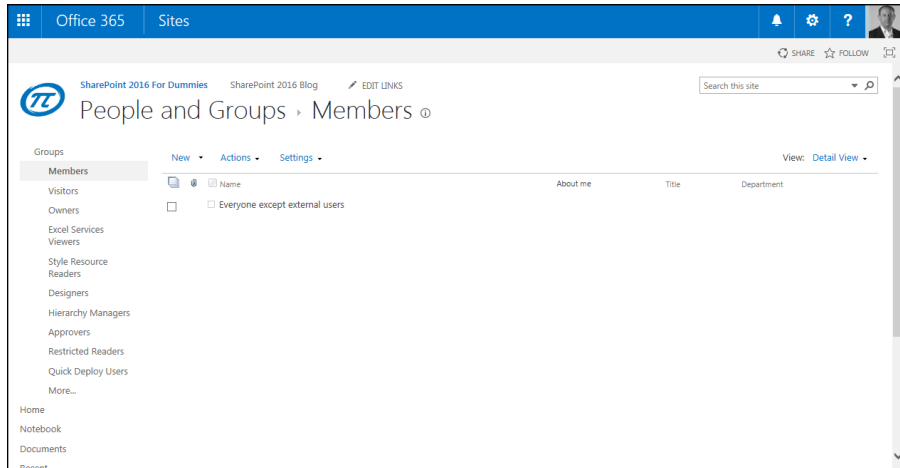 Office 365 Sites ?
SHARE FOLLOW
SharePoint 2016 For Dummies SharePoint 2016 Blog EDIT LINKS
Search this site
People and Groups Members
Groups
New Actions Settings
View: Detail View
Members
Name About me Title Department
Visitors
Everyone except external users
Owners
Excel Services
Viewers
Style Resource
Readers
Designers
Hierarchy Managers
Approvers
Restricted Readers
Quick Deploy Users
More...
Home
Notebook
Documents
Recent